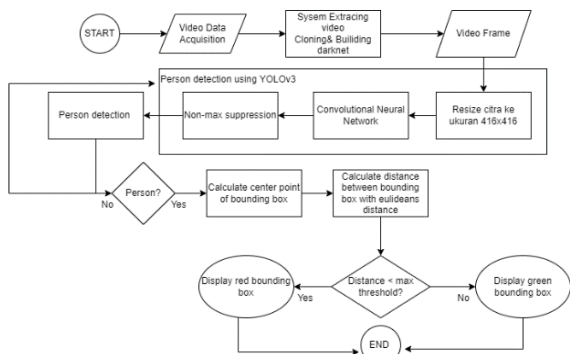 START
Video Data
Acquisition
Sysem Extracing
video
Cloning& Builiding
darknet
Video Frame
Person detection using YOLOv3
Person detection
Non-max suppression
Convolutional Neural
Network
Resize citra ke
ukuran 416x416
Person?
No
Yes
Calculate center point
of bounding box
Calculate distance
between bounding
box with eulideans
distance
Display red bounding
box
Yes
Distance < max
threshold?
No
Display green
bounding box
END